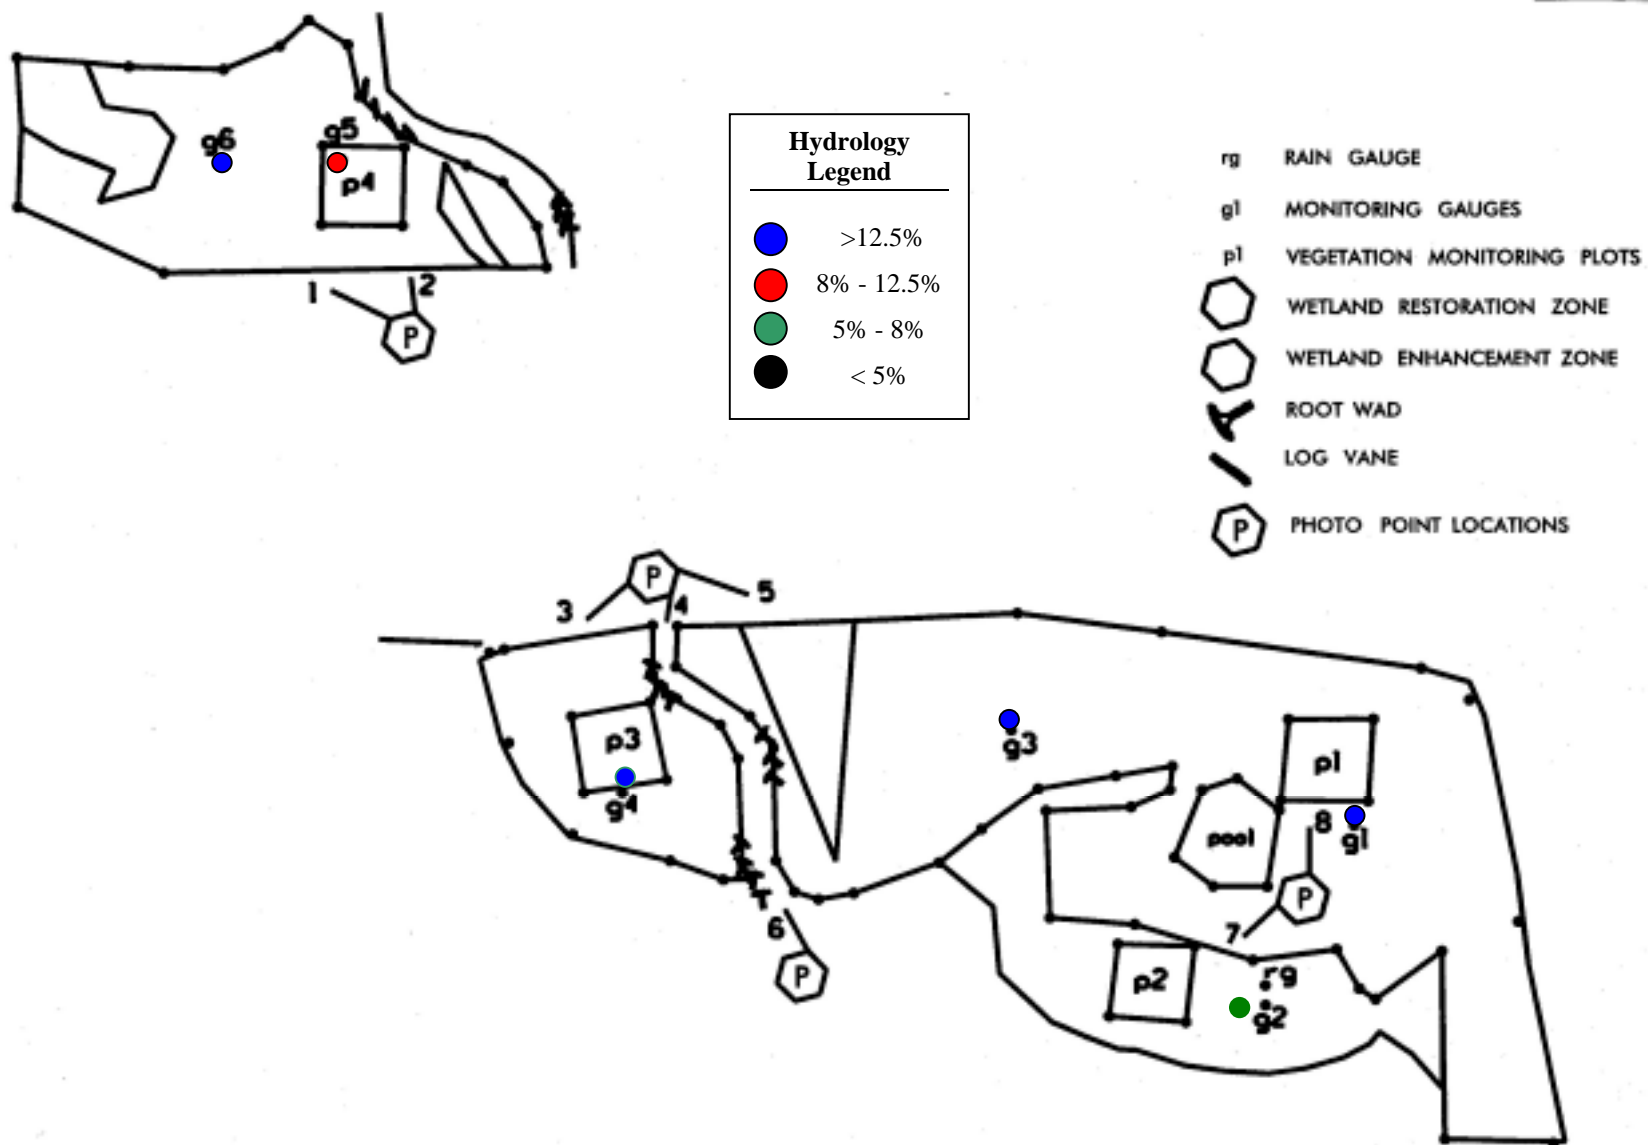 g6
g5
p4
1
2
P
Hydrology
Legend
>12.5%
8% - 12.5%
5% - 8%
< 5%
rg RAIN GAUGE
g1 MONITORING GAUGES
p1 VEGETATION MONITORING PLOTS
WETLAND RESTORATION ZONE
WETLAND ENHANCEMENT ZONE
ROOT WAD
LOG VANE
P PHOTO POINT LOCATIONS
P
3
4
5
p3
g4
g3
p1
8
g1
pool
P
7
6
P
p2
rg
g2